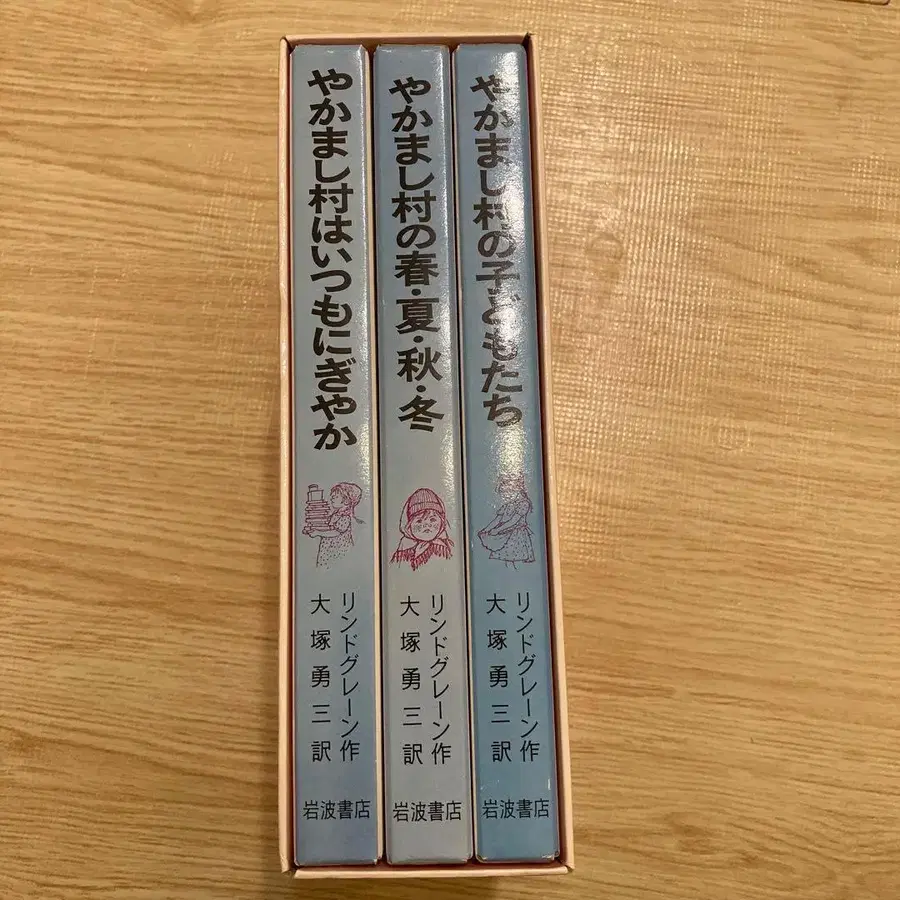 やかまし村の子どもたち
リンドグレーン作
大塚勇三訳
岩波書店
やかまし村の春・夏・秋・冬
リンドグレーン作
大塚勇三訳
岩波書店
やかまし村はいつもにぎやか
リンドグレーン作
大塚勇三訳
岩波書店